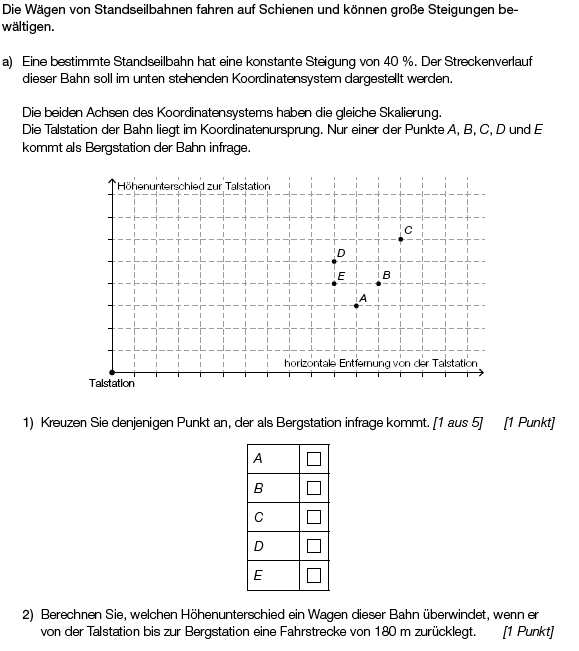 Die Wägen von Standseilbahnen fahren auf Schienen und können große Steigungen be-
wältigen.
a) Eine bestimmte Standseilbahn hat eine konstante Steigung von 40 %. Der Streckenverlauf
dieser Bahn soll im unten stehenden Koordinatensystem dargestellt werden.
Die beiden Achsen des Koordinatensystems haben die gleiche Skalierung.
Die Talstation der Bahn liegt im Koordinatenursprung. Nur einer der Punkte A, B, C, D und E
kommt als Bergstation der Bahn infrage.
Höhenunterschied zur Talstation
C
D
E
B
A
horizontale Entfernung von der Talstation
Talstation
1) Kreuzen Sie denjenigen Punkt an, der als Bergstation infrage kommt. [1 aus 5] [1 Punkt]
A
B
C
D
E
2) Berechnen Sie, welchen Höhenunterschied ein Wagen dieser Bahn überwindet, wenn er
von der Talstation bis zur Bergstation eine Fahrstrecke von 180 m zurücklegt. [1 Punkt]